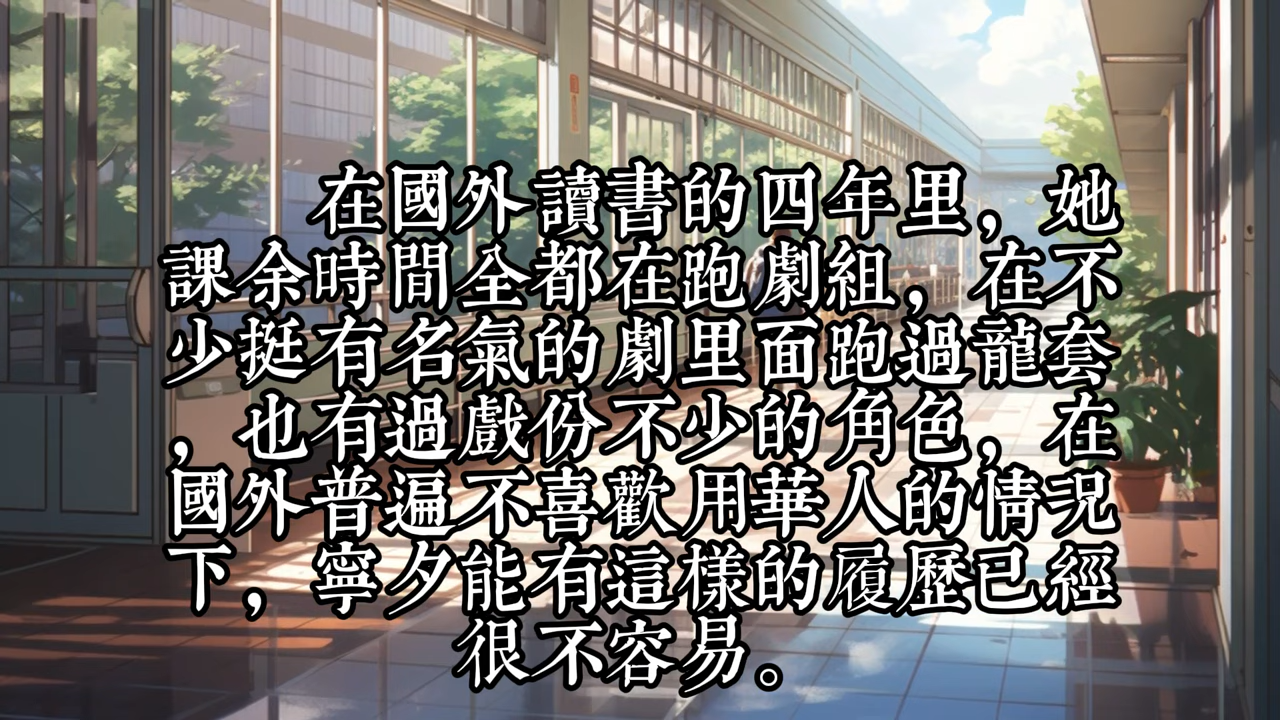 在國外讀書的四年里，她
課余時間全都在跑劇組，在不
少挺有名氣的劇里面跑過龍套
，也有過戲份不少的角色，在
國外普遍不喜歡用華人的情況
下，寧夕能有這樣的履歷已經
很不容易。